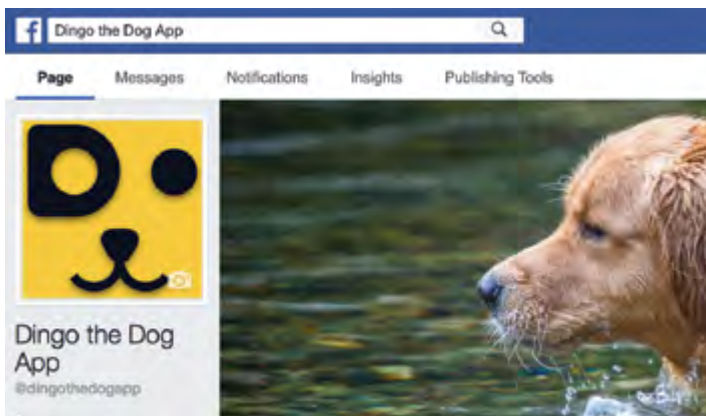 f Dingo the Dog App
Page Messages Notifications Insights Publishing Tools
D
Dingo the Dog
App
@dingothedogapp